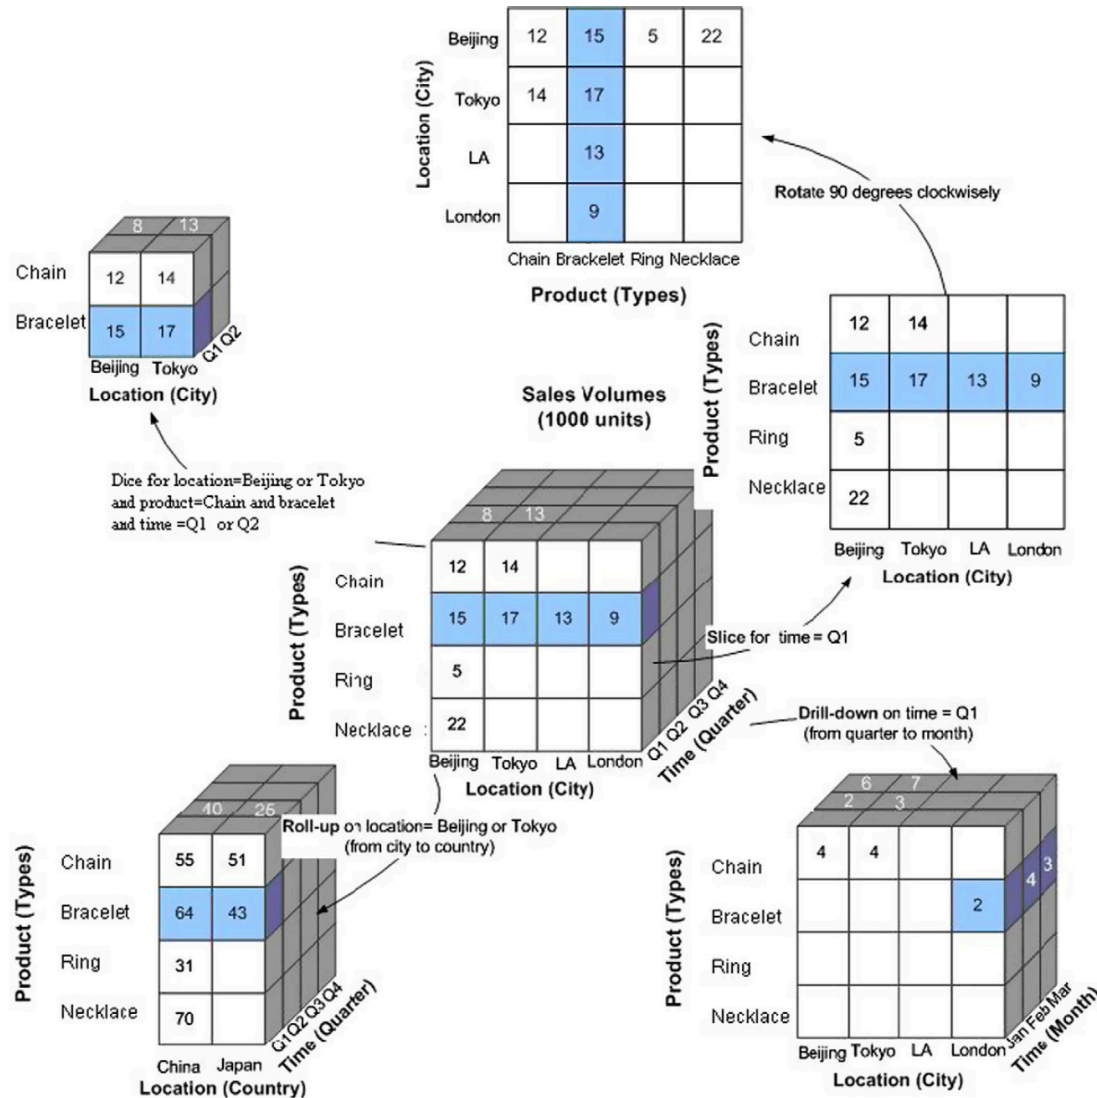 Location (City)
Beijing 12 15 5 22
Tokyo 14 17
LA 13
London 9
Chain Brackelet Ring Necklace
Product (Types)
Rotate 90 degrees clockwisely
8 13
Chain 12 14
Bracelet 15 17
Beijing Tokyo Q1 Q2
Location (City)
Dice for location=Beijing or Tokyo
and product=Chain and bracelet
and time =Q1 or Q2
Product (Types)
Chain 12 14
Bracelet 15 17 13 9
Ring 5
Necklace 22
Beijing Tokyo LA London
Location (City)
Slice for time = Q1
Sales Volumes
(1000 units)
8 13
Product (Types)
Chain 12 14
Bracelet 15 17 13 9
Ring 5
Necklace 22
Beijing Tokyo LA London
Location (City)
Q1 Q2 Q3 Q4
Time (Quarter)
Drill-down on time = Q1
(from quarter to month)
Roll-up on location= Beijing or Tokyo
(from city to country)
40 25
Product (Types)
Chain 55 51
Bracelet 64 43
Ring 31
Necklace 70
China Japan
Location (Country)
Q1 Q2 Q3 Q4
Time (Quarter)
6 7
2 3
Product (Types)
Chain 4 4
Bracelet 2 4 3
Ring
Necklace
Beijing Tokyo LA London
Location (City)
Jan Feb Mar
Time (Month)